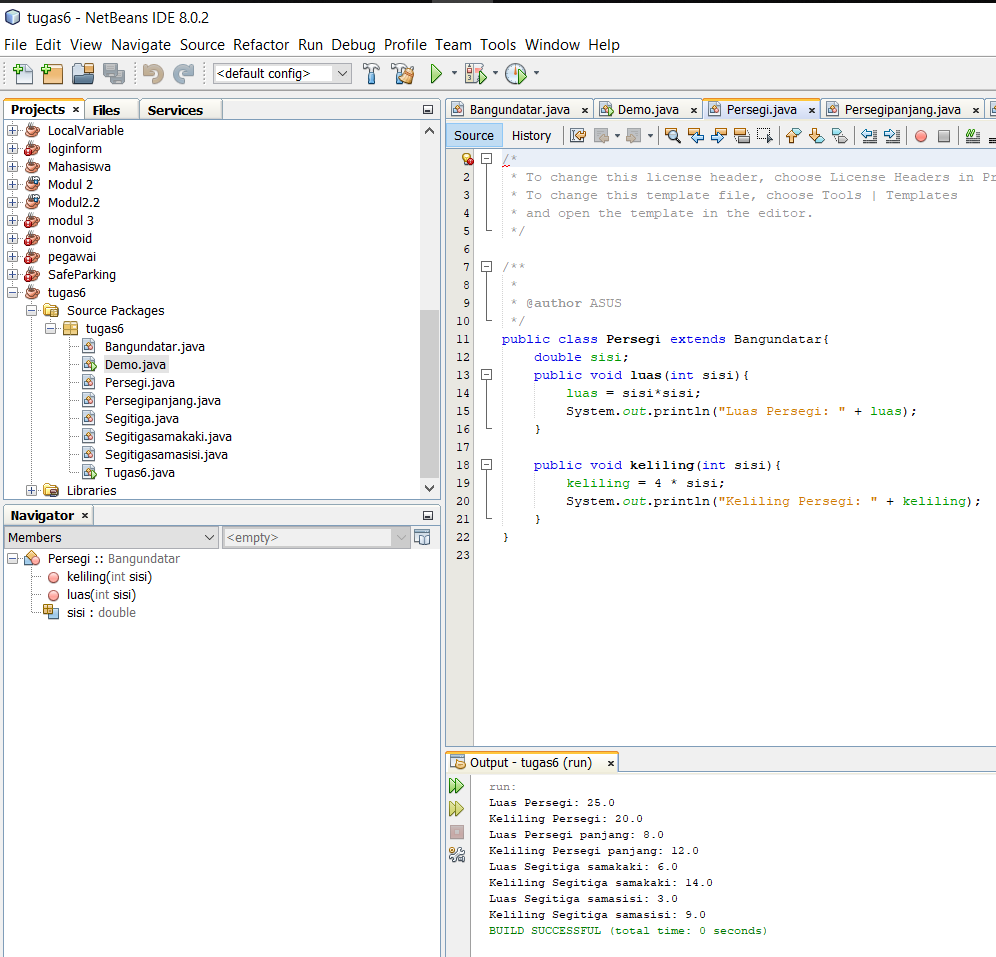 tugas6 - NetBeans IDE 8.0.2
File Edit View Navigate Source Refactor Run Debug Profile Team Tools Window Help
<default config>
Projects × Files Services
LocalVariable
loginform
Mahasiswa
Modul 2
Modul2.2
modul 3
nonvoid
pegawai
SafeParking
tugas6
Source Packages
tugas6
Bangundatar.java
Demo.java
Persegi.java
Persegipanjang.java
Segitiga.java
Segitigasamakaki.java
Segitigasamasisi.java
Tugas6.java
Libraries
Navigator ×
Members <empty>
Persegi :: Bangundatar
keliling(int sisi)
luas(int sisi)
sisi : double
Bangundatar.java × Demo.java × Persegi.java × Persegipanjang.java ×
Source History
/*
2 * To change this license header, choose License Headers in Pr
3 * To change this template file, choose Tools | Templates
4 * and open the template in the editor.
5 */
6
7 /**
8 *
9 * @author ASUS
10 */
11 public class Persegi extends Bangundatar{
12 double sisi;
13 public void luas(int sisi){
14 luas = sisi*sisi;
15 System.out.println("Luas Persegi: " + luas);
16 }
17
18 public void keliling(int sisi){
19 keliling = 4 * sisi;
20 System.out.println("Keliling Persegi: " + keliling);
21 }
22 }
23
Output - tugas6 (run) ×
run:
Luas Persegi: 25.0
Keliling Persegi: 20.0
Luas Persegi panjang: 8.0
Keliling Persegi panjang: 12.0
Luas Segitiga samakaki: 6.0
Keliling Segitiga samakaki: 14.0
Luas Segitiga samasisi: 3.0
Keliling Segitiga samasisi: 9.0
BUILD SUCCESSFUL (total time: 0 seconds)